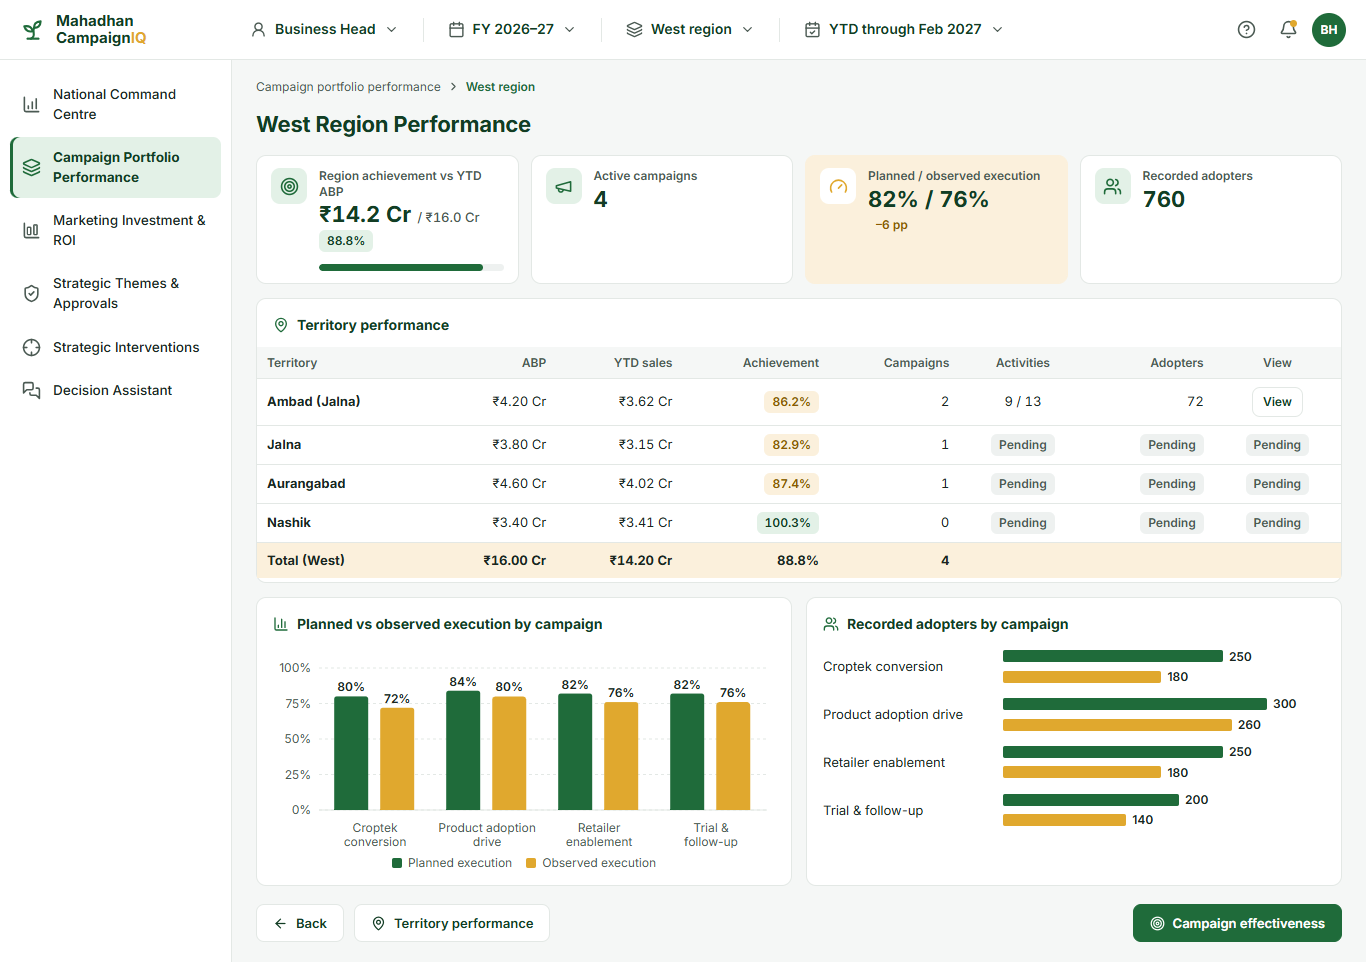 Mahadhan
CampaignIQ
Business Head
FY 2026–27
West region
YTD through Feb 2027
BH
National Command
Centre
Campaign Portfolio
Performance
Marketing Investment &
ROI
Strategic Themes &
Approvals
Strategic Interventions
Decision Assistant
Campaign portfolio performance > West region
West Region Performance
Region achievement vs YTD
ABP
₹14.2 Cr / ₹16.0 Cr
88.8%
Active campaigns
4
Planned / observed execution
82% / 76%
−6 pp
Recorded adopters
760
Territory performance
Territory ABP YTD sales Achievement Campaigns Activities Adopters View
Ambad (Jalna) ₹4.20 Cr ₹3.62 Cr 86.2% 2 9 / 13 72 View
Jalna ₹3.80 Cr ₹3.15 Cr 82.9% 1 Pending Pending Pending
Aurangabad ₹4.60 Cr ₹4.02 Cr 87.4% 1 Pending Pending Pending
Nashik ₹3.40 Cr ₹3.41 Cr 100.3% 0 Pending Pending Pending
Total (West) ₹16.00 Cr ₹14.20 Cr 88.8% 4
Planned vs observed execution by campaign
100%
75%
50%
25%
0%
80% 72% 84% 80% 82% 76% 82% 76%
Croptek
conversion
Product adoption
drive
Retailer
enablement
Trial &
follow-up
Planned execution Observed execution
Recorded adopters by campaign
Croptek conversion 250
180
Product adoption drive 300
260
Retailer enablement 250
180
Trial & follow-up 200
140
Back
Territory performance
Campaign effectiveness